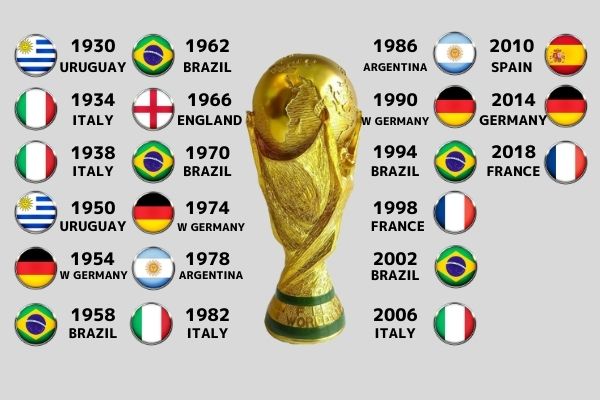 1930
URUGUAY
1934
ITALY
1938
ITALY
1950
URUGUAY
1954
W GERMANY
1958
BRAZIL
1962
BRAZIL
1966
ENGLAND
1970
BRAZIL
1974
W GERMANY
1978
ARGENTINA
1982
ITALY
1986
ARGENTINA
1990
W GERMANY
1994
BRAZIL
1998
FRANCE
2002
BRAZIL
2006
ITALY
2010
SPAIN
2014
GERMANY
2018
FRANCE
WORLD